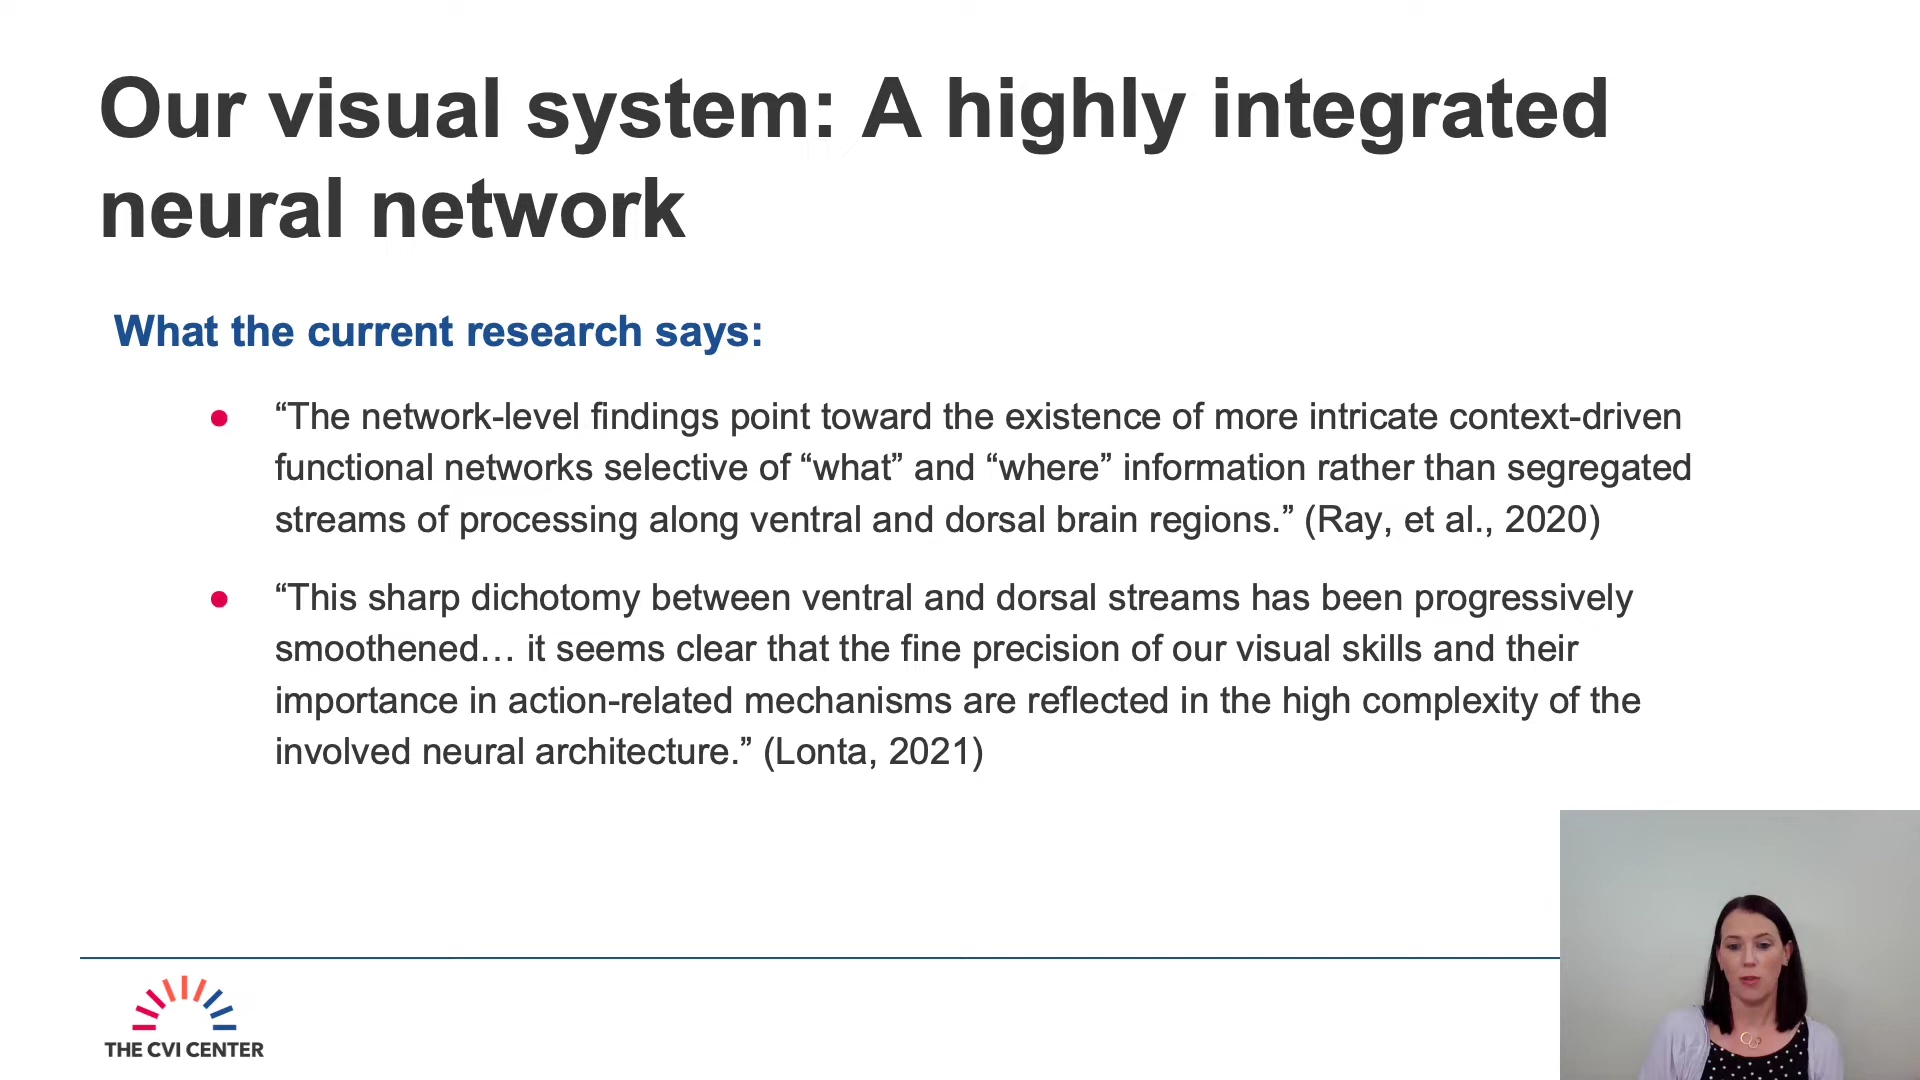 Our visual system: A highly integrated
neural network
What the current research says:
● “The network-level findings point toward the existence of more intricate context-driven
functional networks selective of “what” and “where” information rather than segregated
streams of processing along ventral and dorsal brain regions.” (Ray, et al., 2020)
● “This sharp dichotomy between ventral and dorsal streams has been progressively
smoothened… it seems clear that the fine precision of our visual skills and their
importance in action-related mechanisms are reflected in the high complexity of the
involved neural architecture.” (Lonta, 2021)
THE CVI CENTER